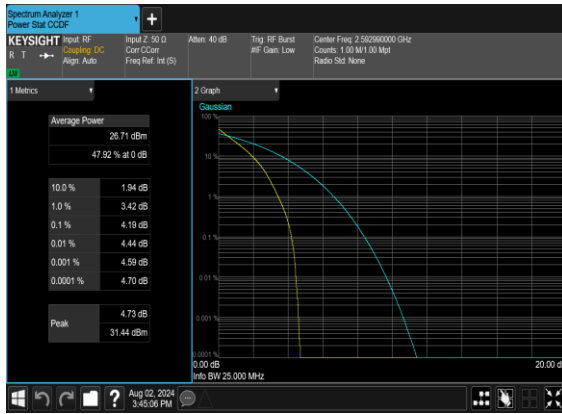 Spectrum Analyzer 1
Power Stat CCDF
KEYSIGHT
R T
LXI
Input: RF
Coupling: DC
Align: Auto
Input Z: 50 Ω
Corr CCorr
Freq Ref: Int (S)
Atten: 40 dB
Trig: RF Burst
#IF Gain: Low
Center Freq: 2.592990000 GHz
Counts: 1.00 M/1.00 Mpt
Radio Std: None
1 Metrics
Average Power
26.71 dBm
47.92 % at 0 dB
10.0 % 1.94 dB
1.0 % 3.42 dB
0.1 % 4.19 dB
0.01 % 4.44 dB
0.001 % 4.59 dB
0.0001 % 4.70 dB
Peak
4.73 dB
31.44 dBm
2 Graph
Gaussian
100 %
10 %
1 %
0.1 %
0.01 %
0.001 %
0.0001 %
0.00 dB
20.00 d
Info BW 25.000 MHz
Aug 02, 2024
3:45:06 PM